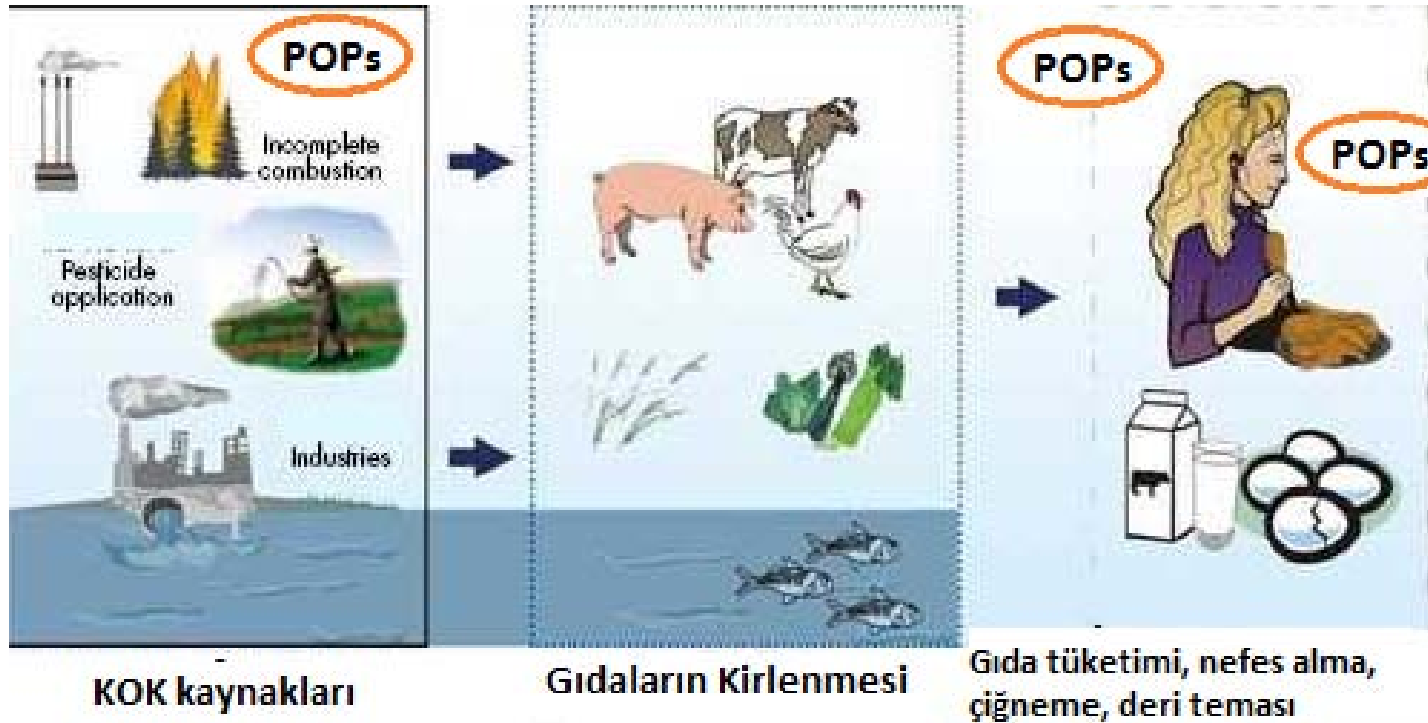 POPs
Incomplete
combustion
Pesticide
application
Industries
KOK kaynakları
Gıdaların Kirlenmesi
POPs
POPs
Gıda tüketimi, nefes alma,
çiğneme, deri teması